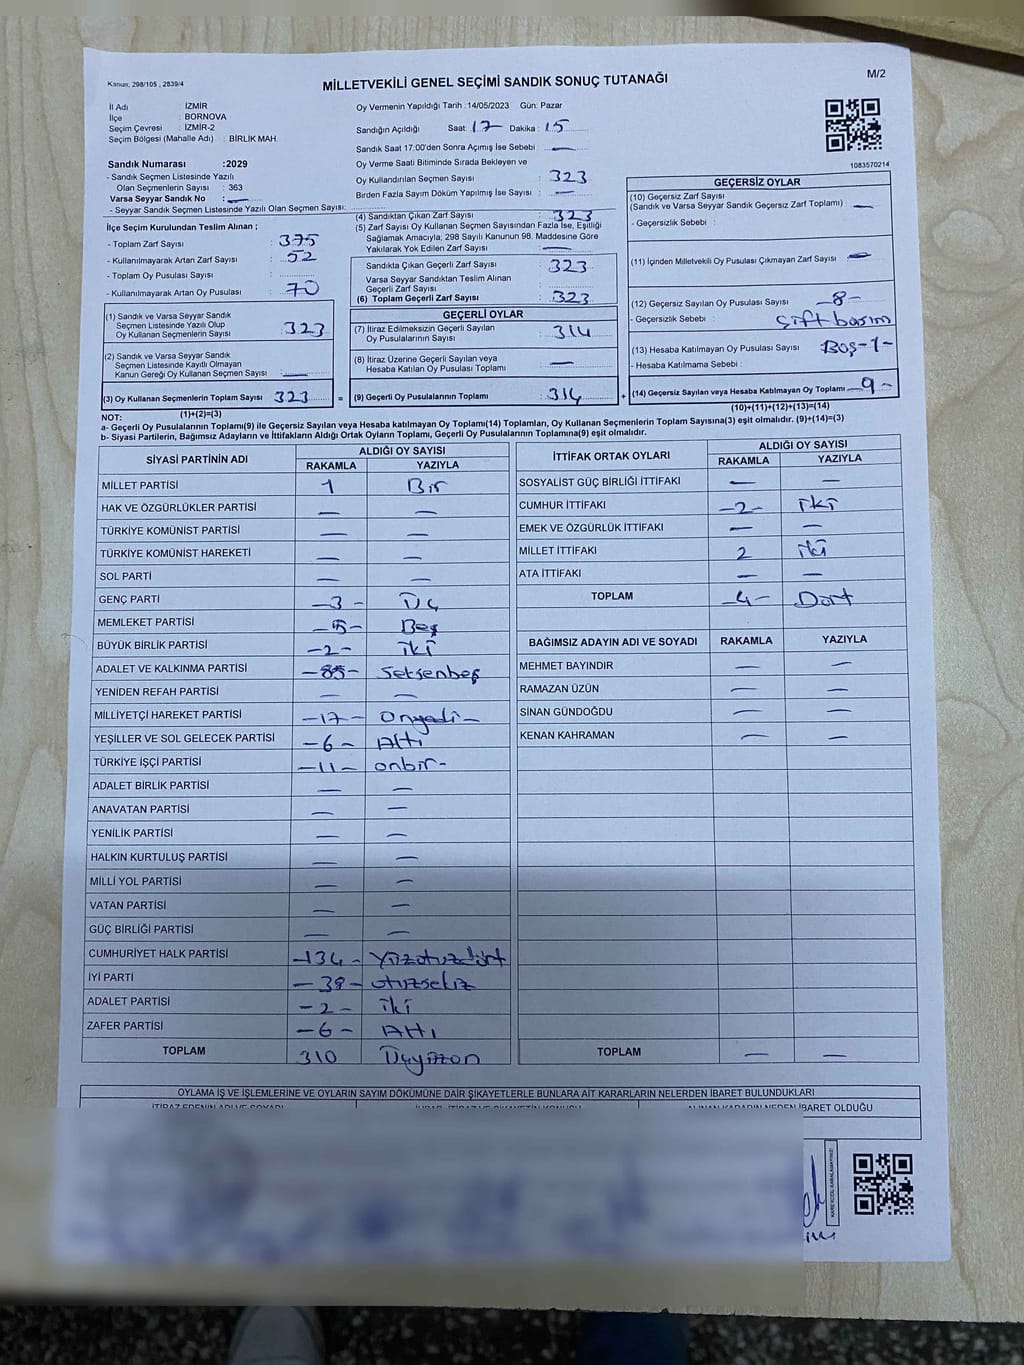 Kanun; 298/105 , 2839/4
MİLLETVEKİLİ GENEL SEÇİMİ SANDIK SONUÇ TUTANAĞI
M/2
İl Adı : İZMİR
İlçe : BORNOVA
Seçim Çevresi : İZMİR-2
Seçim Bölgesi (Mahalle Adı) : BİRLİK MAH.
Oy Vermenin Yapıldığı Tarih :14/05/2023 Gün: Pazar
Sandığın Açıldığı Saat: 17 Dakika : 15
Sandık Saat 17:00'den Sonra Açımış İse Sebebi : —
Oy Verme Saati Bitiminde Sırada Bekleyen ve
Oy Kullandırılan Seçmen Sayısı : 323
Birden Fazla Sayım Döküm Yapılmış İse Sayısı : —
1083570214
Sandık Numarası :2029
- Sandık Seçmen Listesinde Yazılı
Olan Seçmenlerin Sayısı : 363
Varsa Seyyar Sandık No : —
- Seyyar Sandık Seçmen Listesinde Yazılı Olan Seçmen Sayısı:
İlçe Seçim Kurulundan Teslim Alınan ;
- Toplam Zarf Sayısı : 375
- Kullanılmayarak Artan Zarf Sayısı : 52
- Toplam Oy Pusulası Sayısı :
- Kullanılmayarak Artan Oy Pusulası : 70
(1) Sandık ve Varsa Seyyar Sandık
Seçmen Listesinde Yazılı Olup
Oy Kullanan Seçmenlerin Sayısı : 323
(2) Sandık ve Varsa Seyyar Sandık
Seçmen Listesinde Kayıtlı Olmayan
Kanun Gereği Oy Kullanan Seçmen Sayısı : —
(3) Oy Kullanan Seçmenlerin Toplam Sayısı : 323 =
(1)+(2)=(3)
(4) Sandıktan Çıkan Zarf Sayısı : 323
(5) Zarf Sayısı Oy Kullanan Seçmen Sayısından Fazla İse, Eşitliği
Sağlamak Amacıyla; 298 Sayılı Kanunun 98. Maddesine Göre
Yakılarak Yok Edilen Zarf Sayısı : —
Sandıkta Çıkan Geçerli Zarf Sayısı : 323
Varsa Seyyar Sandıktan Teslim Alınan
Geçerli Zarf Sayısı :
(6) Toplam Geçerli Zarf Sayısı : 323
GEÇERLİ OYLAR
(7) İtiraz Edilmeksizin Geçerli Sayılan
Oy Pusulalarının Sayısı : 314
(8) İtiraz Üzerine Geçerli Sayılan veya
Hesaba Katılan Oy Pusulası Toplamı : —
(9) Geçerli Oy Pusulalarının Toplamı : 314 +
GEÇERSİZ OYLAR
(10) Geçersiz Zarf Sayısı
(Sandık ve Varsa Seyyar Sandık Geçersiz Zarf Toplamı) : —
- Geçersizlik Sebebi :
(11) İçinden Milletvekili Oy Pusulası Çıkmayan Zarf Sayısı : —
(12) Geçersiz Sayılan Oy Pusulası Sayısı : -8-
- Geçersizlik Sebebi : Çift basım
(13) Hesaba Katılmayan Oy Pusulası Sayısı : Boş-1-
- Hesaba Katılmama Sebebi :
(14) Geçersiz Sayılan veya Hesaba Katılmayan Oy Toplamı -9-
(10)+(11)+(12)+(13)=(14)
NOT:
a- Geçerli Oy Pusulalarının Toplamı(9) ile Geçersiz Sayılan veya Hesaba katılmayan Oy Toplamı(14) Toplamları, Oy Kullanan Seçmenlerin Toplam Sayısına(3) eşit olmalıdır. (9)+(14)=(3)
b- Siyasi Partilerin, Bağımsız Adayların ve İttifakların Aldığı Ortak Oyların Toplamı, Geçerli Oy Pusulalarının Toplamına(9) eşit olmalıdır.
SİYASİ PARTİNİN ADI ALDIĞI OY SAYISI
RAKAMLA YAZIYLA
MİLLET PARTİSİ 1 Bir
HAK VE ÖZGÜRLÜKLER PARTİSİ — —
TÜRKİYE KOMÜNİST PARTİSİ — —
TÜRKİYE KOMÜNİST HAREKETİ — —
SOL PARTİ — —
GENÇ PARTİ -3- Üç
MEMLEKET PARTİSİ -5- Beş
BÜYÜK BİRLİK PARTİSİ -2- İki
ADALET VE KALKINMA PARTİSİ -85- Seksenbeş
YENİDEN REFAH PARTİSİ — —
MİLLİYETÇİ HAREKET PARTİSİ -17- Onyedi-
YEŞİLLER VE SOL GELECEK PARTİSİ -6- Altı
TÜRKİYE İŞÇİ PARTİSİ -11- onbir-
ADALET BİRLİK PARTİSİ — —
ANAVATAN PARTİSİ — —
YENİLİK PARTİSİ — —
HALKIN KURTULUŞ PARTİSİ — —
MİLLİ YOL PARTİSİ — —
VATAN PARTİSİ — —
GÜÇ BİRLİĞİ PARTİSİ — —
CUMHURİYET HALK PARTİSİ -134- Yüzotuzdört
İYİ PARTİ -38- otuzsekiz
ADALET PARTİSİ -2- İki
ZAFER PARTİSİ -6- Altı
TOPLAM 310 Üçyüzon
İTTİFAK ORTAK OYLARI ALDIĞI OY SAYISI
RAKAMLA YAZIYLA
SOSYALİST GÜÇ BİRLİĞİ İTTİFAKI — —
CUMHUR İTTİFAKI -2- İki
EMEK VE ÖZGÜRLÜK İTTİFAKI — —
MİLLET İTTİFAKI 2 İki
ATA İTTİFAKI — —
TOPLAM -4- Dört
BAĞIMSIZ ADAYIN ADI VE SOYADI RAKAMLA YAZIYLA
MEHMET BAYINDIR — —
RAMAZAN ÜZÜN — —
SİNAN GÜNDOĞDU — —
KENAN KAHRAMAN — —
TOPLAM — —
OYLAMA İŞ VE İŞLEMLERİNE VE OYLARIN SAYIM DÖKÜMÜNE DAİR ŞİKAYETLERLE BUNLARA AİT KARARLARIN NELERDEN İBARET BULUNDUKLARI
İTİRAZ EDENİN ADI VE SOYADI
ALINAN KARARIN NEDEN İBARET OLDUĞU